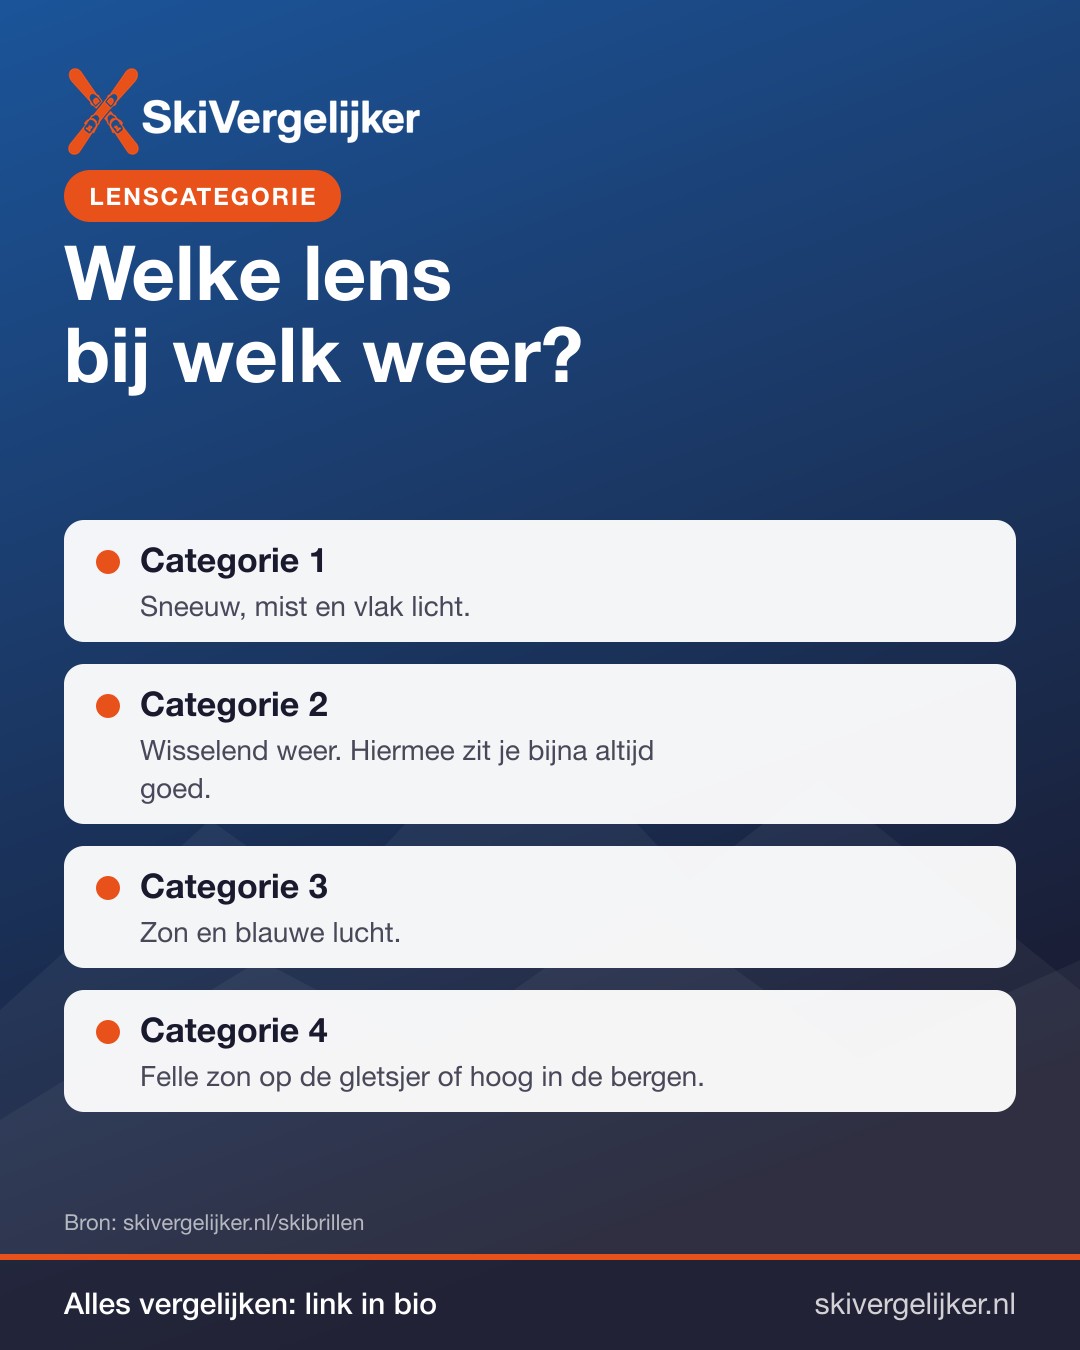 SkiVergelijker
LENSCATEGORIE
Welke lens
bij welk weer?
Categorie 1
Sneeuw, mist en vlak licht.
Categorie 2
Wisselend weer. Hiermee zit je bijna altijd
goed.
Categorie 3
Zon en blauwe lucht.
Categorie 4
Felle zon op de gletsjer of hoog in de bergen.
Bron: skivergelijker.nl/skibrillen
Alles vergelijken: link in bio
skivergelijker.nl